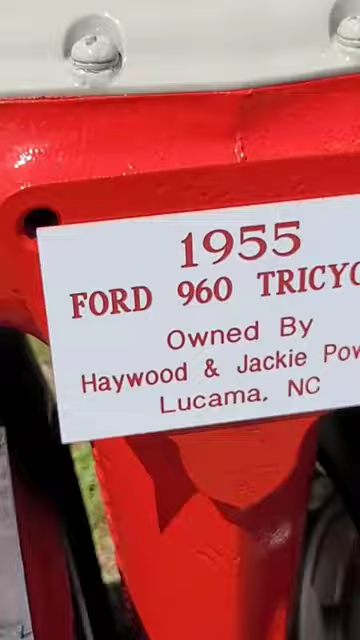 1955
FORD 960 TRICYC
Owned By
Haywood & Jackie Pow
Lucama, NC